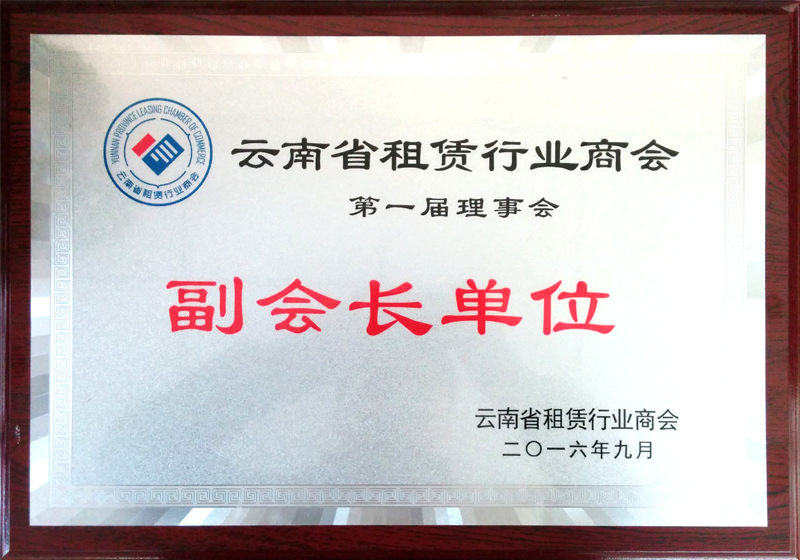 YUNNAN PROVINCE LEASING CHAMBER OF COMMERCE
云南省租赁行业商会
云南省租赁行业商会
第一届理事会
副会长单位
云南省租赁行业商会
二〇一六年九月